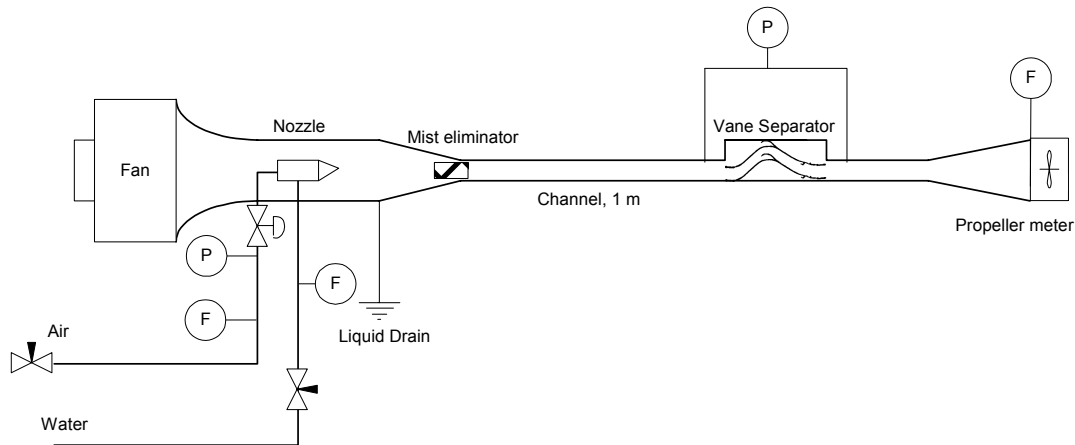 P
F
Nozzle
Mist eliminator
Vane Separator
Fan
Channel, 1 m
Propeller meter
P
F
F
Air
Liquid Drain
Water